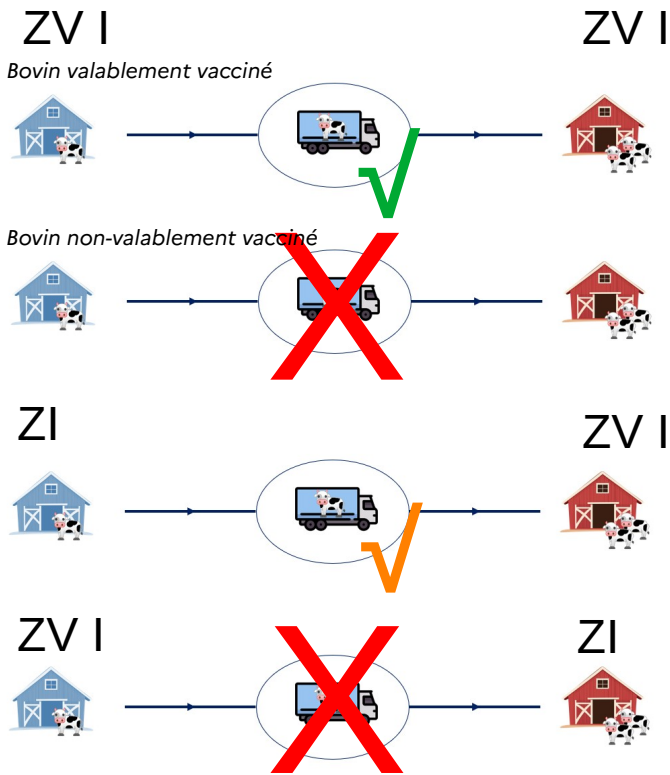 ZV I
ZV I
Bovin valablement vacciné
Bovin non-valablement vacciné
ZI
ZV I
ZV I
ZI